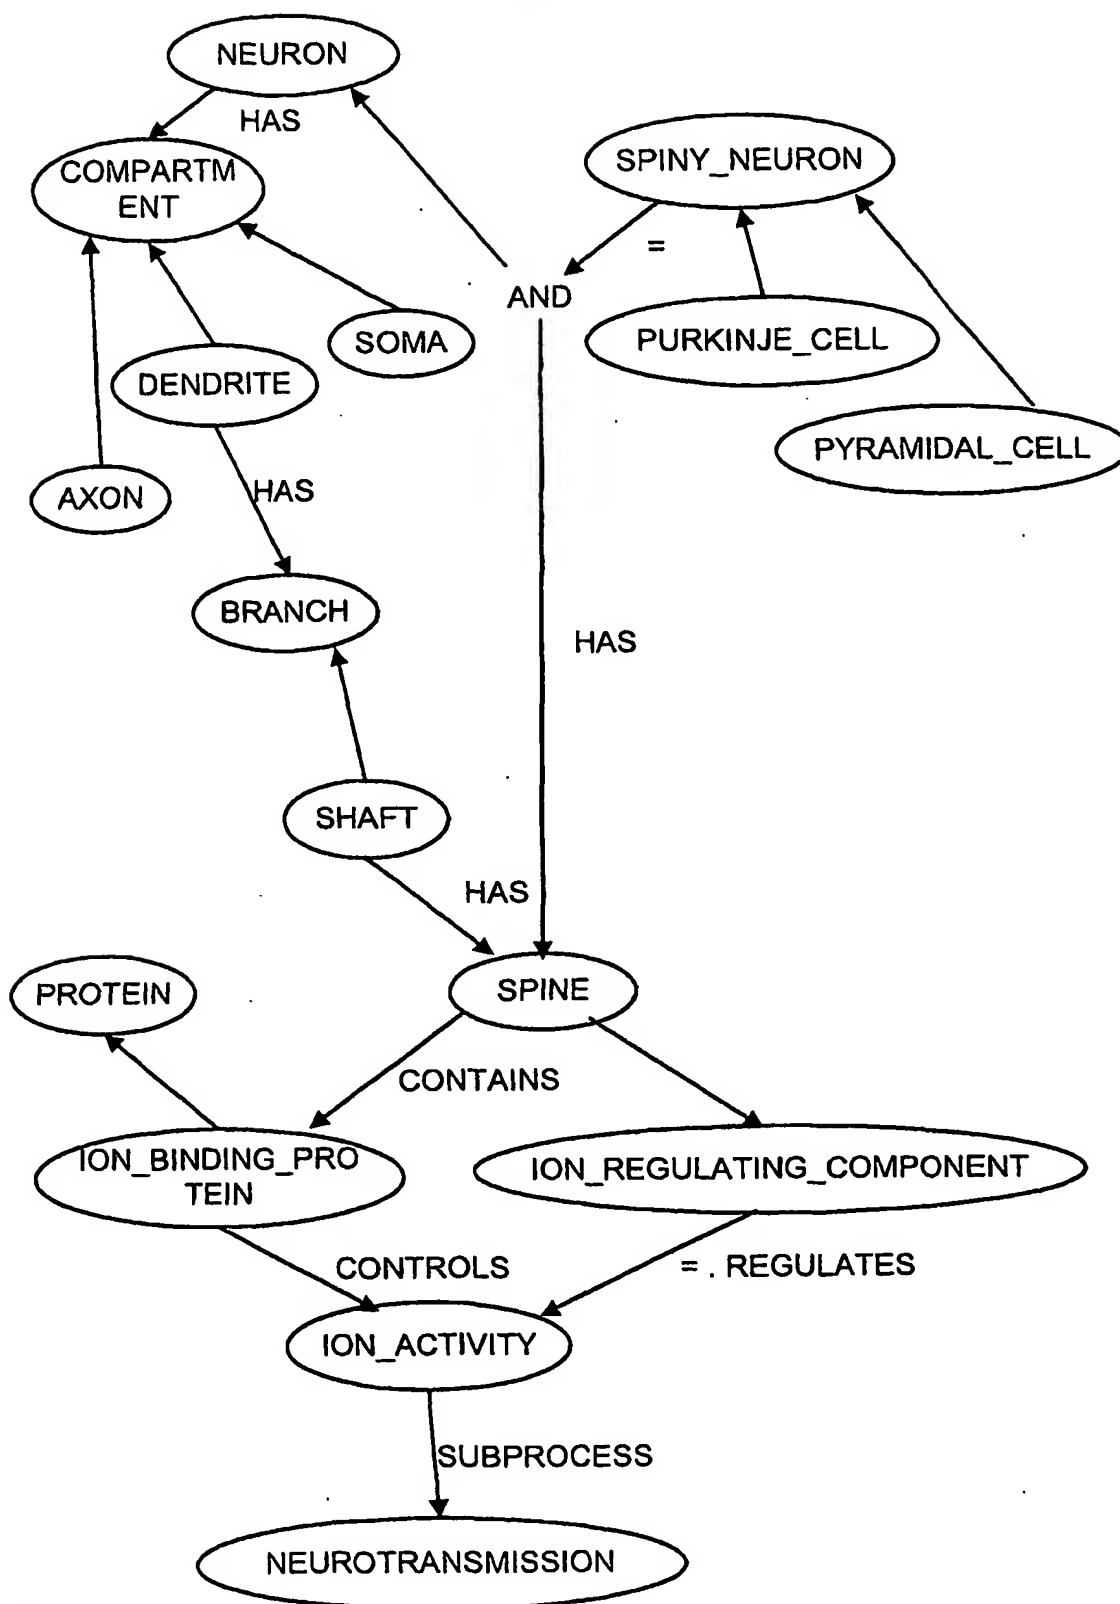 NEURON
HAS
COMPARTM
ENT
SPINY_NEURON
=
AND
SOMA
PURKINJE_CELL
DENDRITE
PYRAMIDAL_CELL
AXON
HAS
BRANCH
HAS
SHAFT
HAS
SPINE
PROTEIN
CONTAINS
ION_BINDING_PRO
TEIN
ION_REGULATING_COMPONENT
CONTROLS
= . REGULATES
ION_ACTIVITY
SUBPROCESS
NEUROTRANSMISSION